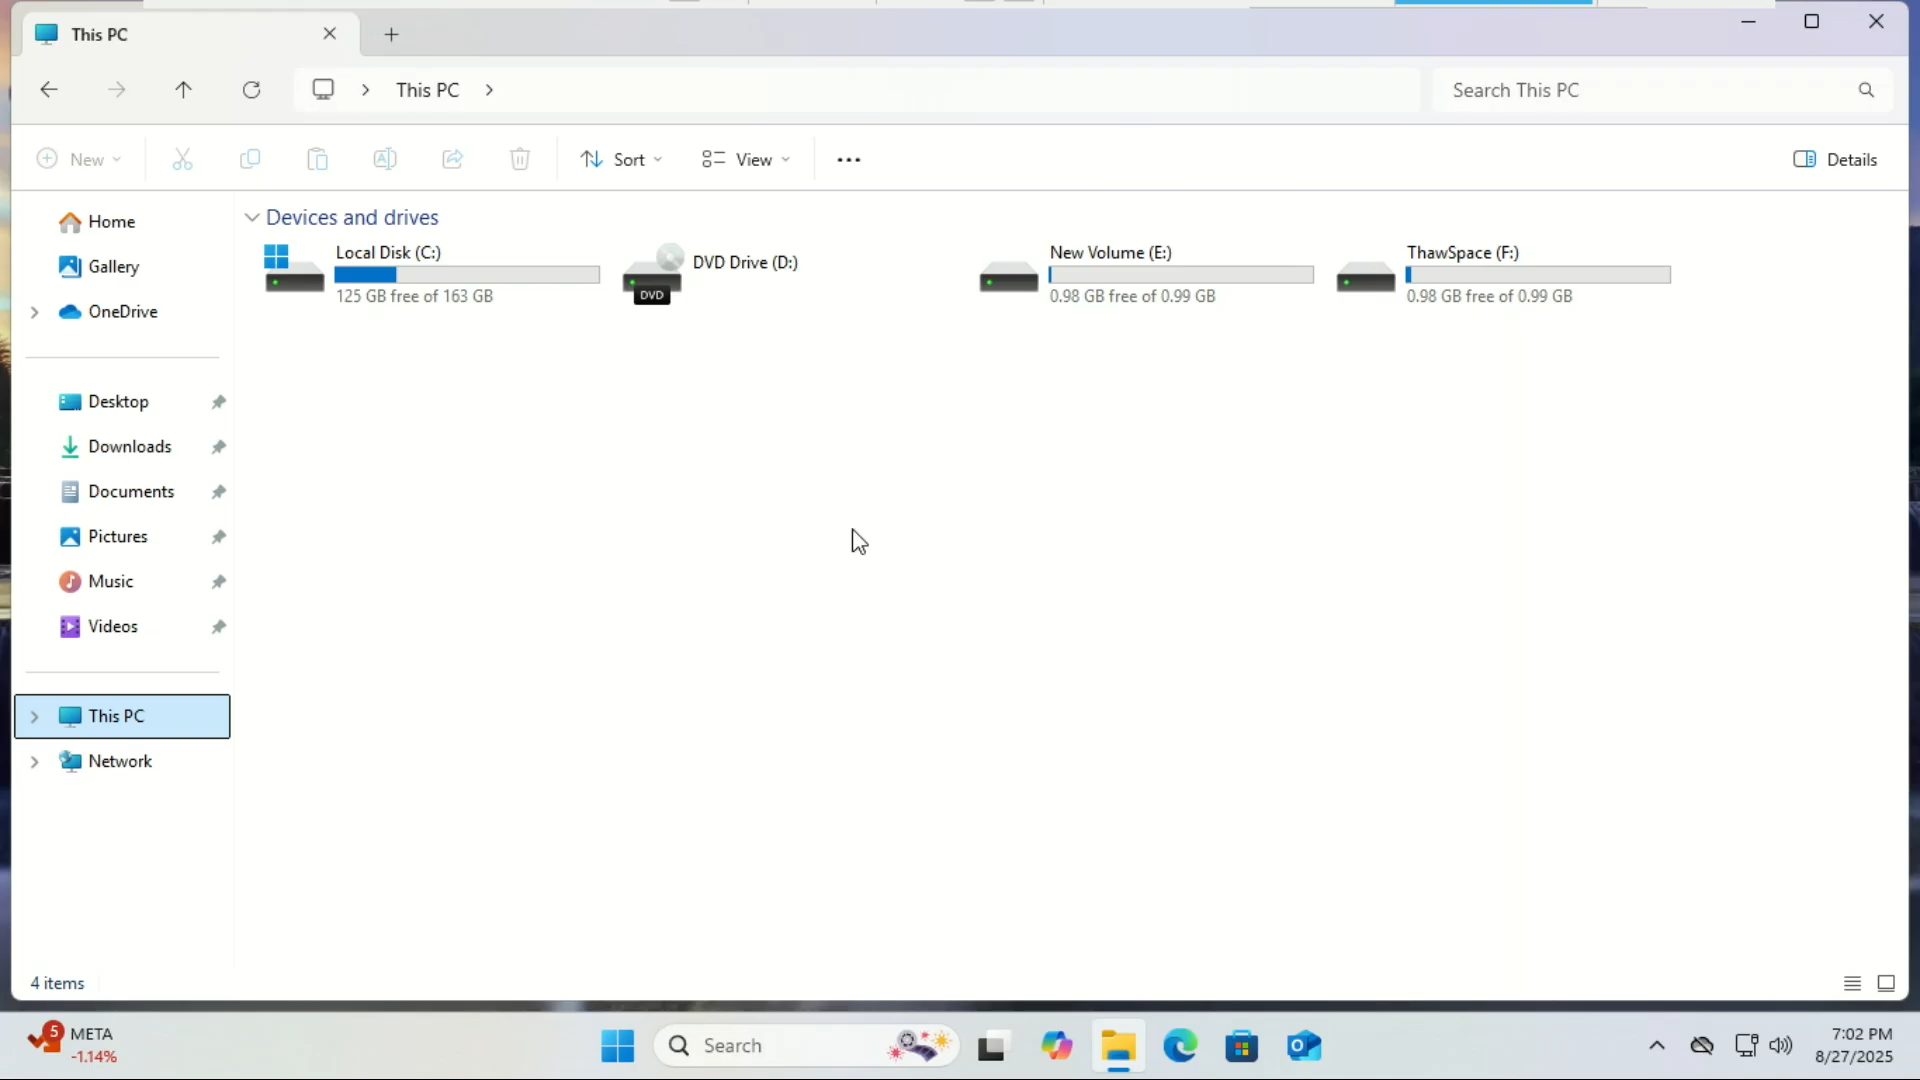 This PC
This PC
Search This PC
New
Sort
View
Details
Home
Gallery
OneDrive
Desktop
Downloads
Documents
Pictures
Music
Videos
This PC
Network
Devices and drives
Local Disk (C:)
125 GB free of 163 GB
DVD Drive (D:)
DVD
New Volume (E:)
0.98 GB free of 0.99 GB
ThawSpace (F:)
0.98 GB free of 0.99 GB
4 items
5
META
-1.14%
Search
7:02 PM
8/27/2025